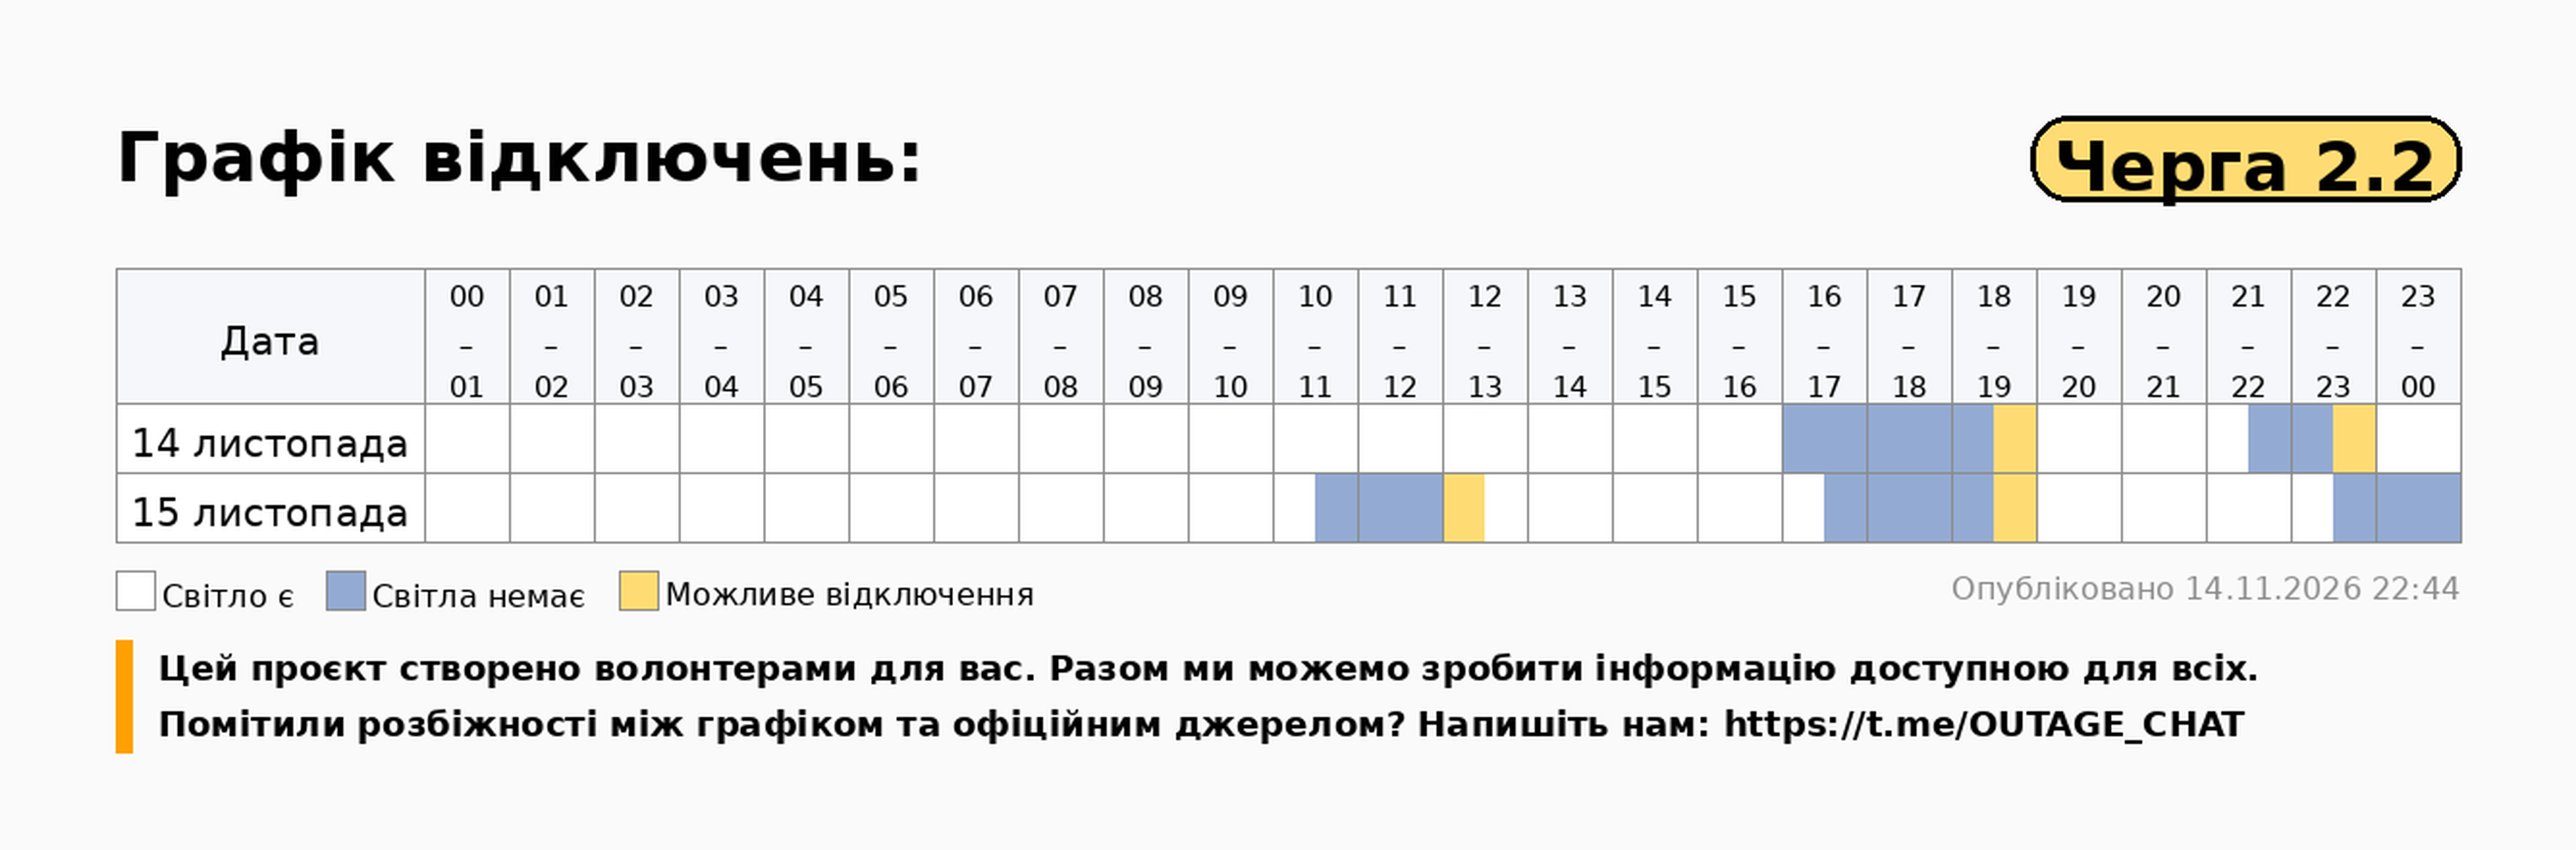 Графік відключень:
Черга 2.2
Дата
00 – 01
01 – 02
02 – 03
03 – 04
04 – 05
05 – 06
06 – 07
07 – 08
08 – 09
09 – 10
10 – 11
11 – 12
12 – 13
13 – 14
14 – 15
15 – 16
16 – 17
17 – 18
18 – 19
19 – 20
20 – 21
21 – 22
22 – 23
23 – 00
14 листопада
15 листопада
Світло є
Світла немає
Можливе відключення
Опубліковано 14.11.2026 22:44
Цей проєкт створено волонтерами для вас. Разом ми можемо зробити інформацію доступною для всіх.
Помітили розбіжності між графіком та офіційним джерелом? Напишіть нам: https://t.me/OUTAGE_CHAT